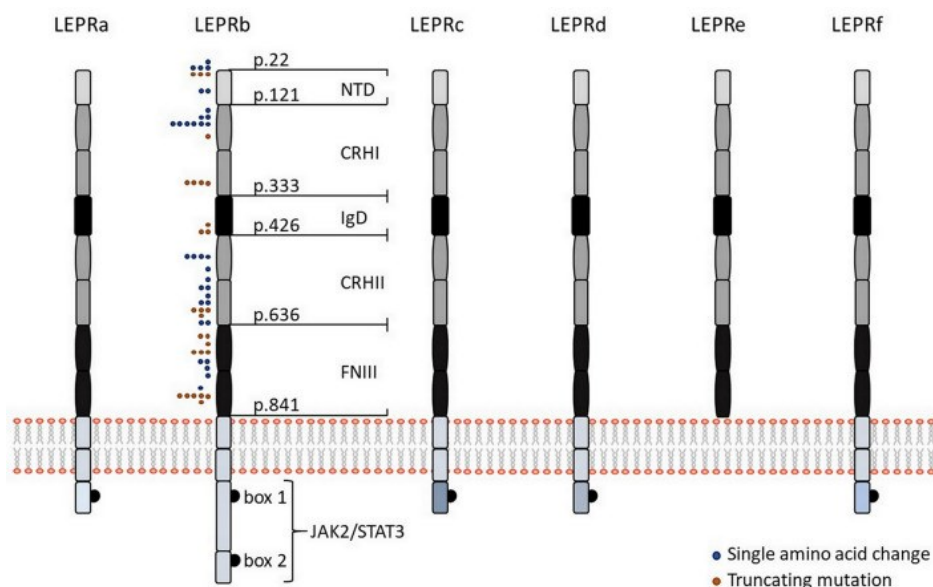 LEPRa LEPRb LEPRc LEPRd LEPRe LEPRf
p.22
NTD
p.121
CRHI
p.333
IgD
p.426
CRHII
p.636
FNIII
p.841
box 1
JAK2/STAT3
box 2
Single amino acid change
Truncating mutation